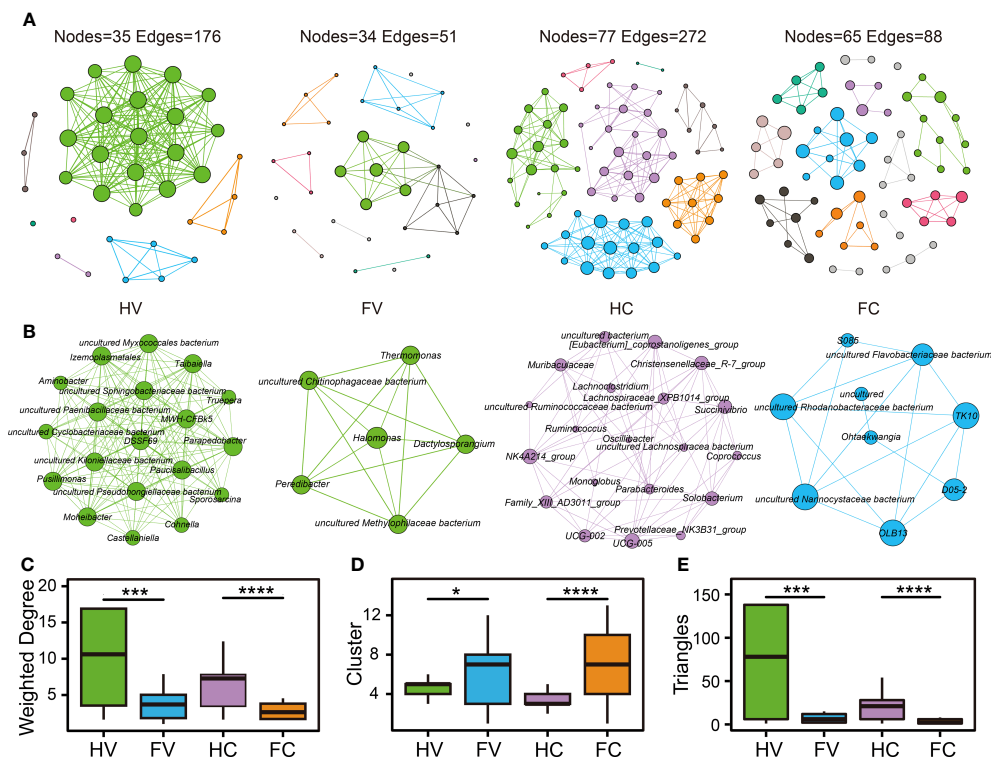 A
Nodes=35 Edges=176
Nodes=34 Edges=51
Nodes=77 Edges=272
Nodes=65 Edges=88
HV
FV
HC
FC
B
uncultured Myxococcales bacterium
Izemoplasmatales
Taibaiella
Aminobacter
uncultured Sphingobacteriaceae bacterium
Truepera
uncultured Paenibacillaceae bacterium
MWH-CFBk5
uncultured Cyclobacteriaceae bacterium
DSSF69
Parapedobacter
uncultured Kiloniellaceae bacterium
Paucisalibacillus
Pusillimonas
uncultured Pseudohongiellaceae bacterium
Sporosarcina
Moheibacter
Cohnella
Castellaniella
Thermomonas
uncultured Chitinophagaceae bacterium
Halomonas
Dactylosporangium
Peredibacter
uncultured Methylophilaceae bacterium
uncultured bacterium
[Eubacterium]_coprostanoligenes_group
Muribaculaceae
Christensenellaceae_R-7_group
Lachnoclostridium
Lachnospiraceae_XPB1014_group
uncultured Ruminococcaceae bacterium
Succinivibrio
Ruminococcus
Oscillibacter
uncultured Lachnospiracea bacterium
NK4A214_group
Coprococcus
Monoglobus
Parabacteroides
Family_XIII_AD3011_group
Solobacterium
Prevotellaceae_NK3B31_group
UCG-002
UCG-005
S085
uncultured Flavobacteriaceae bacterium
uncultured
uncultured Rhodanobacteraceae bacterium
TK10
Ohtaekwangia
D05-2
uncultured Nannocystaceae bacterium
OLB13
C
Weighted Degree
20
15
10
5
***
****
HV FV HC FC
D
Cluster
12
8
4
*
****
HV FV HC FC
E
Triangles
150
100
50
0
***
****
HV FV HC FC